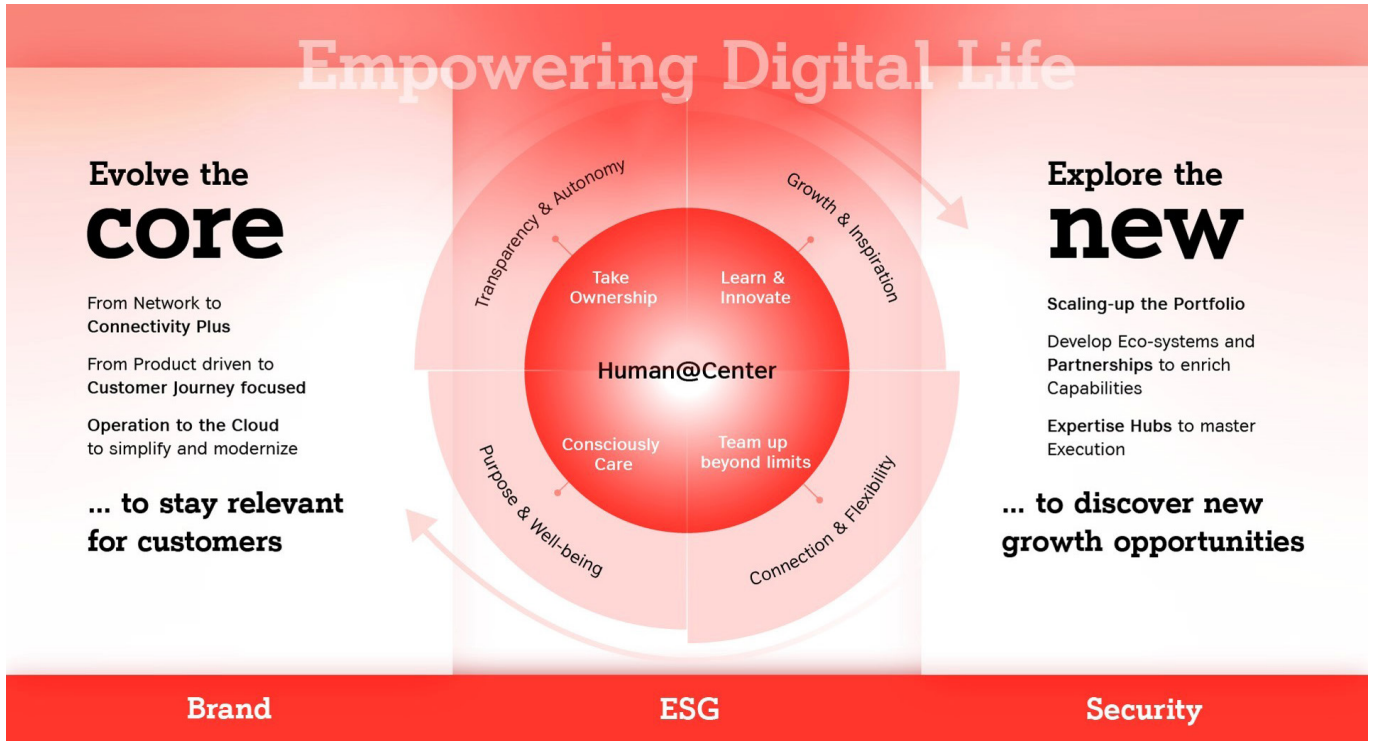 Empowering Digital Life
Evolve the
core
From Network to
Connectivity Plus
From Product driven to
Customer Journey focused
Operation to the Cloud
to simplify and modernize
... to stay relevant
for customers
Transparency & Autonomy
Growth & Inspiration
Take
Ownership
Learn &
Innovate
Human@Center
Consciously
Care
Team up
beyond limits
Purpose & Well-being
Connection & Flexibility
Explore the
new
Scaling-up the Portfolio
Develop Eco-systems and
Partnerships to enrich
Capabilities
Expertise Hubs to master
Execution
... to discover new
growth opportunities
Brand
ESG
Security